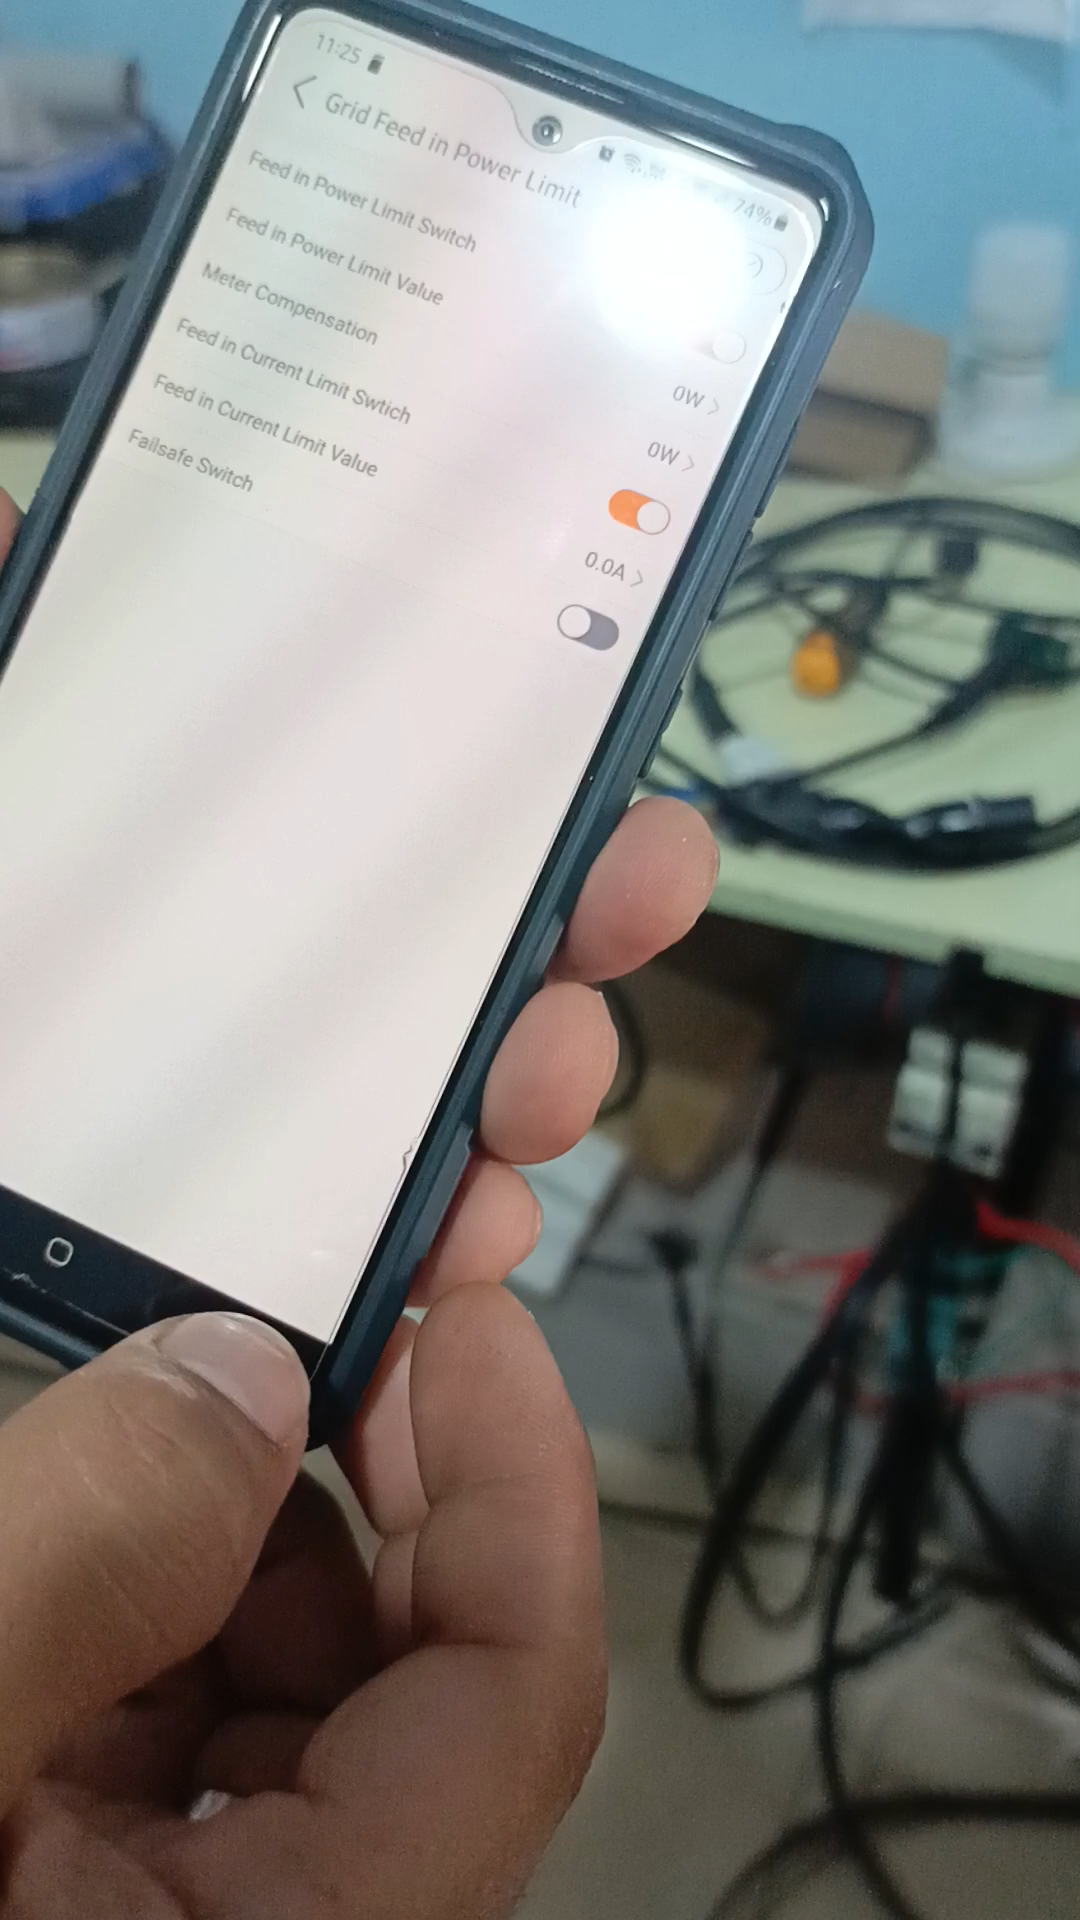 11:25
74%
Grid Feed in Power Limit
Feed in Power Limit Switch
Feed in Power Limit Value
0W
Meter Compensation
0W
Feed in Current Limit Swtich
Feed in Current Limit Value
0.0A
Failsafe Switch